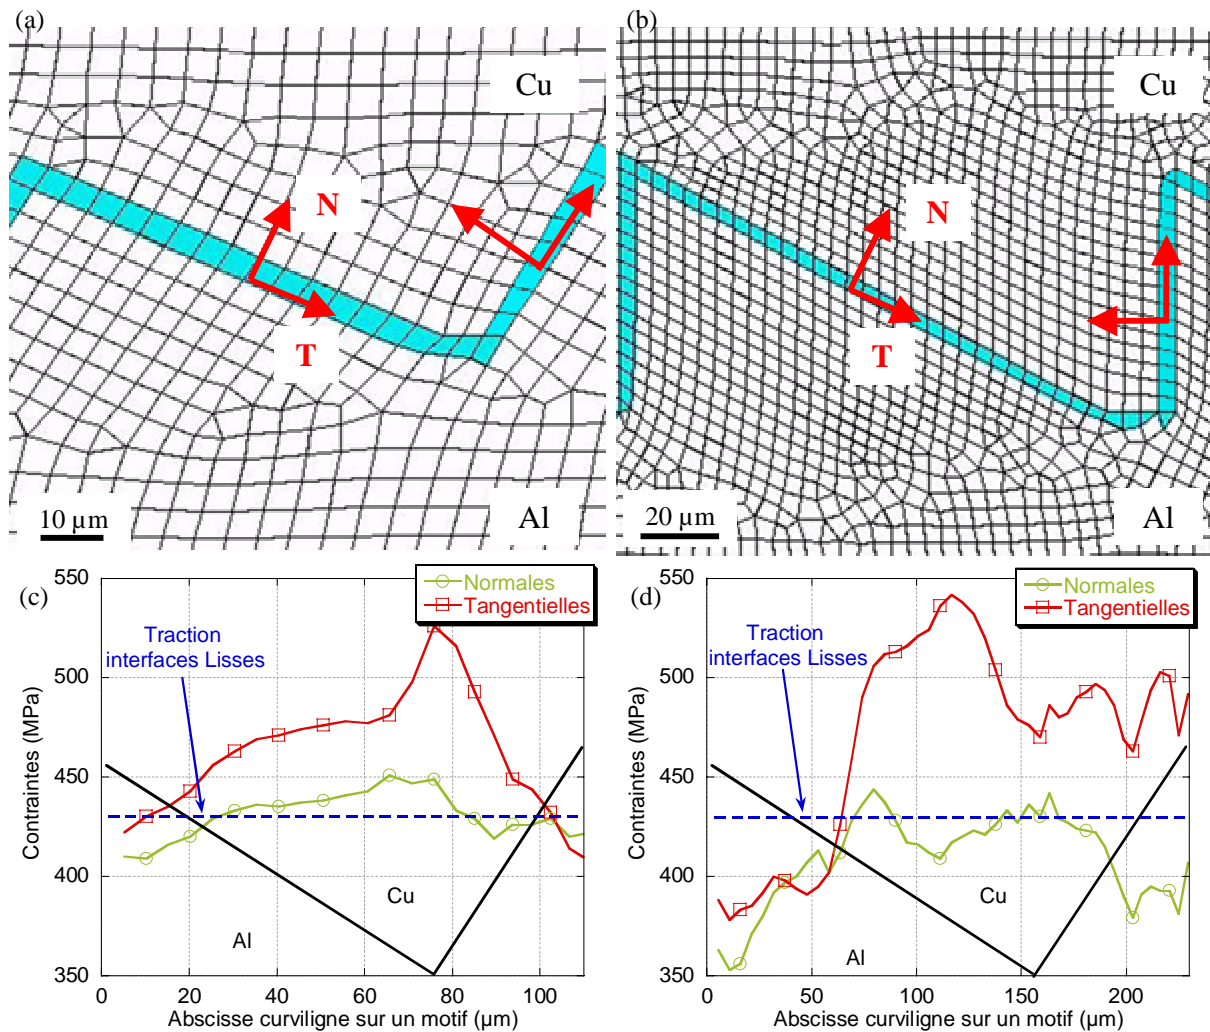 (a)
(b)
Cu
Cu
N
N
T
T
10 µm
Al
20 µm
Al
(c)
(d)
550
500
450
400
350
Contraintes (MPa)
Normales
Tangentielles
Traction
interfaces Lisses
Cu
Al
0
20
40
60
80
100
Abscisse curviligne sur un motif (µm)
550
500
450
400
350
Contraintes (MPa)
Normales
Tangentielles
Traction
interfaces Lisses
Cu
Al
0
50
100
150
200
Abscisse curviligne sur un motif (µm)